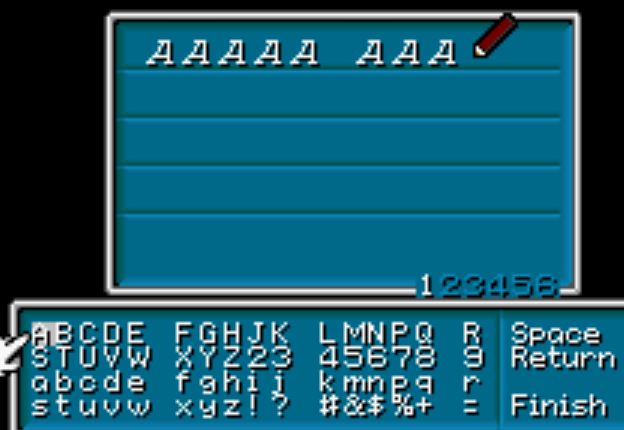 AAAAA AAA
123456
ABCDE FGHJK LMNPQ R Space
STUVW XYZ23 45678 9 Return
abcde fghij kmnpq r
stuvw xyz!? #&$%+ = Finish